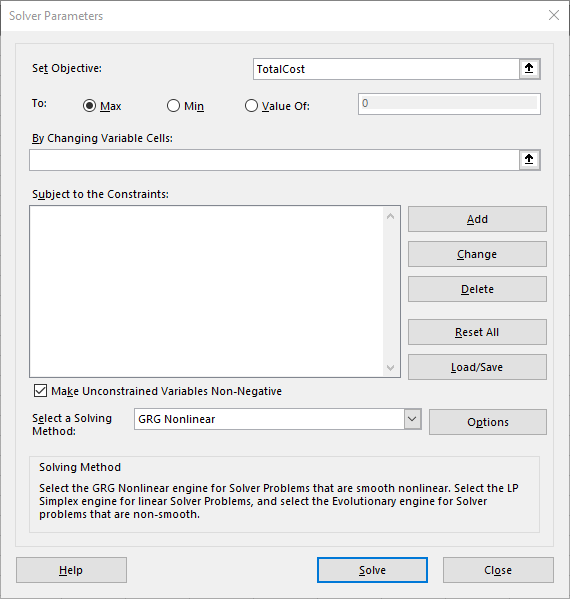 Solver Parameters
Set Objective:
TotalCost
To:
Max
Min
Value Of:
0
By Changing Variable Cells:
Subject to the Constraints:
Add
Change
Delete
Reset All
Load/Save
Make Unconstrained Variables Non-Negative
Select a Solving
Method:
GRG Nonlinear
Options
Solving Method
Select the GRG Nonlinear engine for Solver Problems that are smooth nonlinear. Select the LP
Simplex engine for linear Solver Problems, and select the Evolutionary engine for Solver
problems that are non-smooth.
Help
Solve
Close